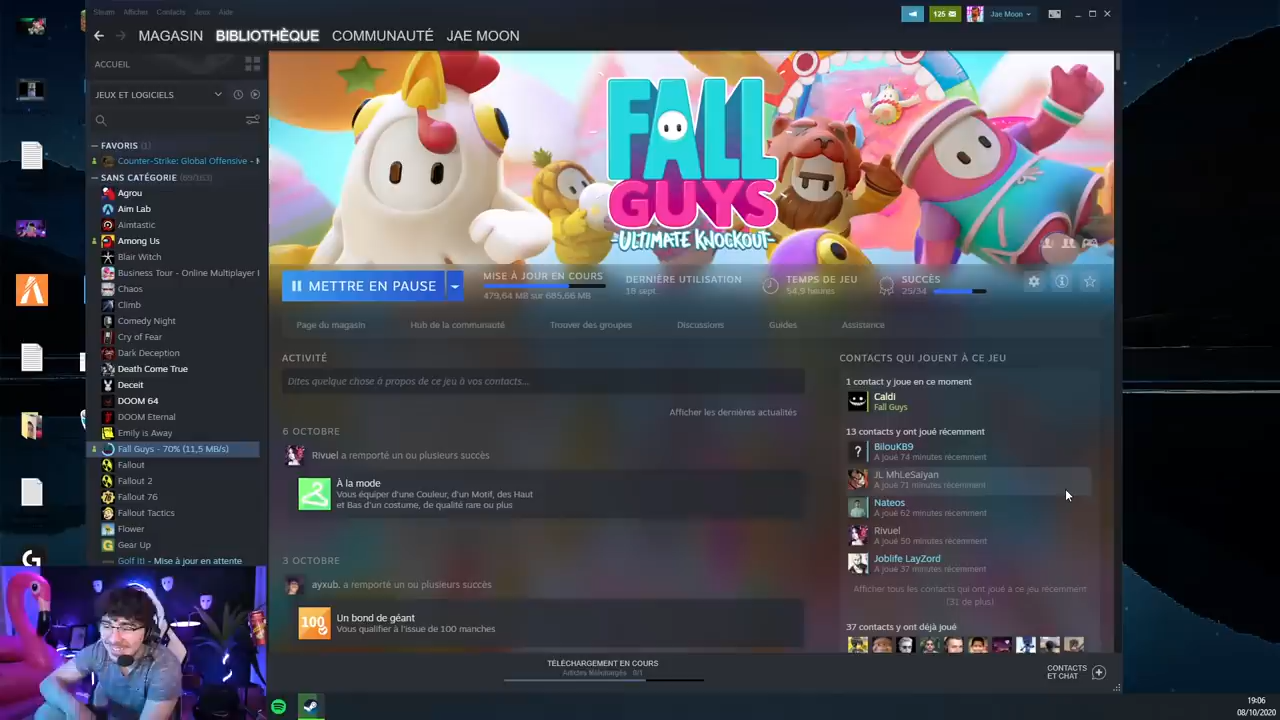 Steam Afficher Contacts Jeux Aide
125
Jae Moon
MAGASIN BIBLIOTHÈQUE COMMUNAUTÉ JAE MOON
ACCUEIL
JEUX ET LOGICIELS
FAVORIS (1)
Counter-Strike: Global Offensive -
SANS CATÉGORIE (69/163)
Agrou
Aim Lab
Aimtastic
Among Us
Blair Witch
Business Tour - Online Multiplayer
Chaos
Climb
Comedy Night
Cry of Fear
Dark Deception
Death Come True
Deceit
DOOM 64
DOOM Eternal
Emily is Away
Fall Guys - 70% (11,5 MB/s)
Fallout
Fallout 2
Fallout 76
Fallout Tactics
Flower
Gear Up
Golf It! - Mise à jour en attente
FALL
GUYS
-ULTIMATE KNOCKOUT-
METTRE EN PAUSE
MISE À JOUR EN COURS
479,64 MB sur 685,66 MB
DERNIÈRE UTILISATION
19 sept.
TEMPS DE JEU
54,9 heures
SUCCÈS
25/34
Page du magasin
Hub de la communauté
Trouver des groupes
Discussions
Guides
Assistance
ACTIVITÉ
Dites quelque chose à propos de ce jeu à vos contacts...
Afficher les dernières actualités
6 OCTOBRE
Rivuel a remporté un ou plusieurs succès
À la mode
Vous équiper d'une Couleur, d'un Motif, des Haut
et Bas d'un costume, de qualité rare ou plus
3 OCTOBRE
ayxub. a remporté un ou plusieurs succès
100
Un bond de géant
Vous qualifier à l'issue de 100 manches
CONTACTS QUI JOUENT À CE JEU
1 contact y joue en ce moment
Caldi
Fall Guys
13 contacts y ont joué récemment
?
BilouKB9
A joué 74 minutes récemment
JL MhLeSaiyan
A joué 71 minutes récemment
Nateos
A joué 62 minutes récemment
Rivuel
A joué 50 minutes récemment
Joblife LayZord
A joué 37 minutes récemment
Afficher tous les contacts qui ont joué à ce jeu récemment
(31 de plus)
37 contacts y ont déjà joué
TÉLÉCHARGEMENT EN COURS
CONTACTS
ET CHAT
19:06
08/10/2020